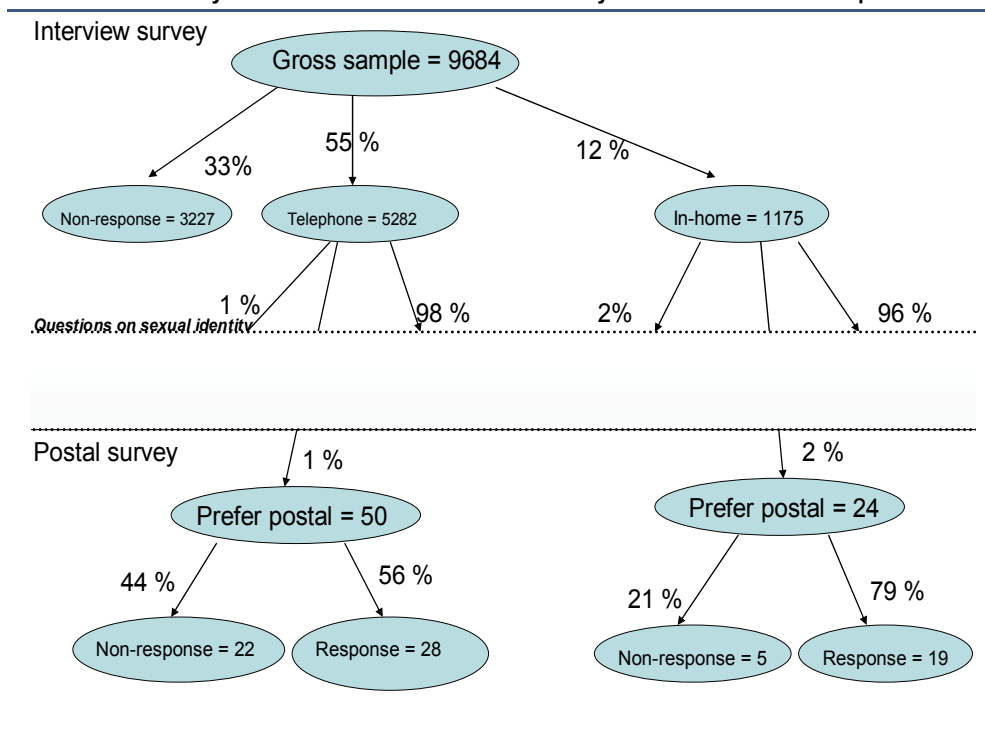 Interview survey
Gross sample = 9684
33%
55 %
12 %
Non-response = 3227
Telephone = 5282
In-home = 1175
1 %
98 %
2%
96 %
Questions on sexual identity
Postal survey
1 %
2 %
Prefer postal = 50
Prefer postal = 24
44 %
56 %
21 %
79 %
Non-response = 22
Response = 28
Non-response = 5
Response = 19